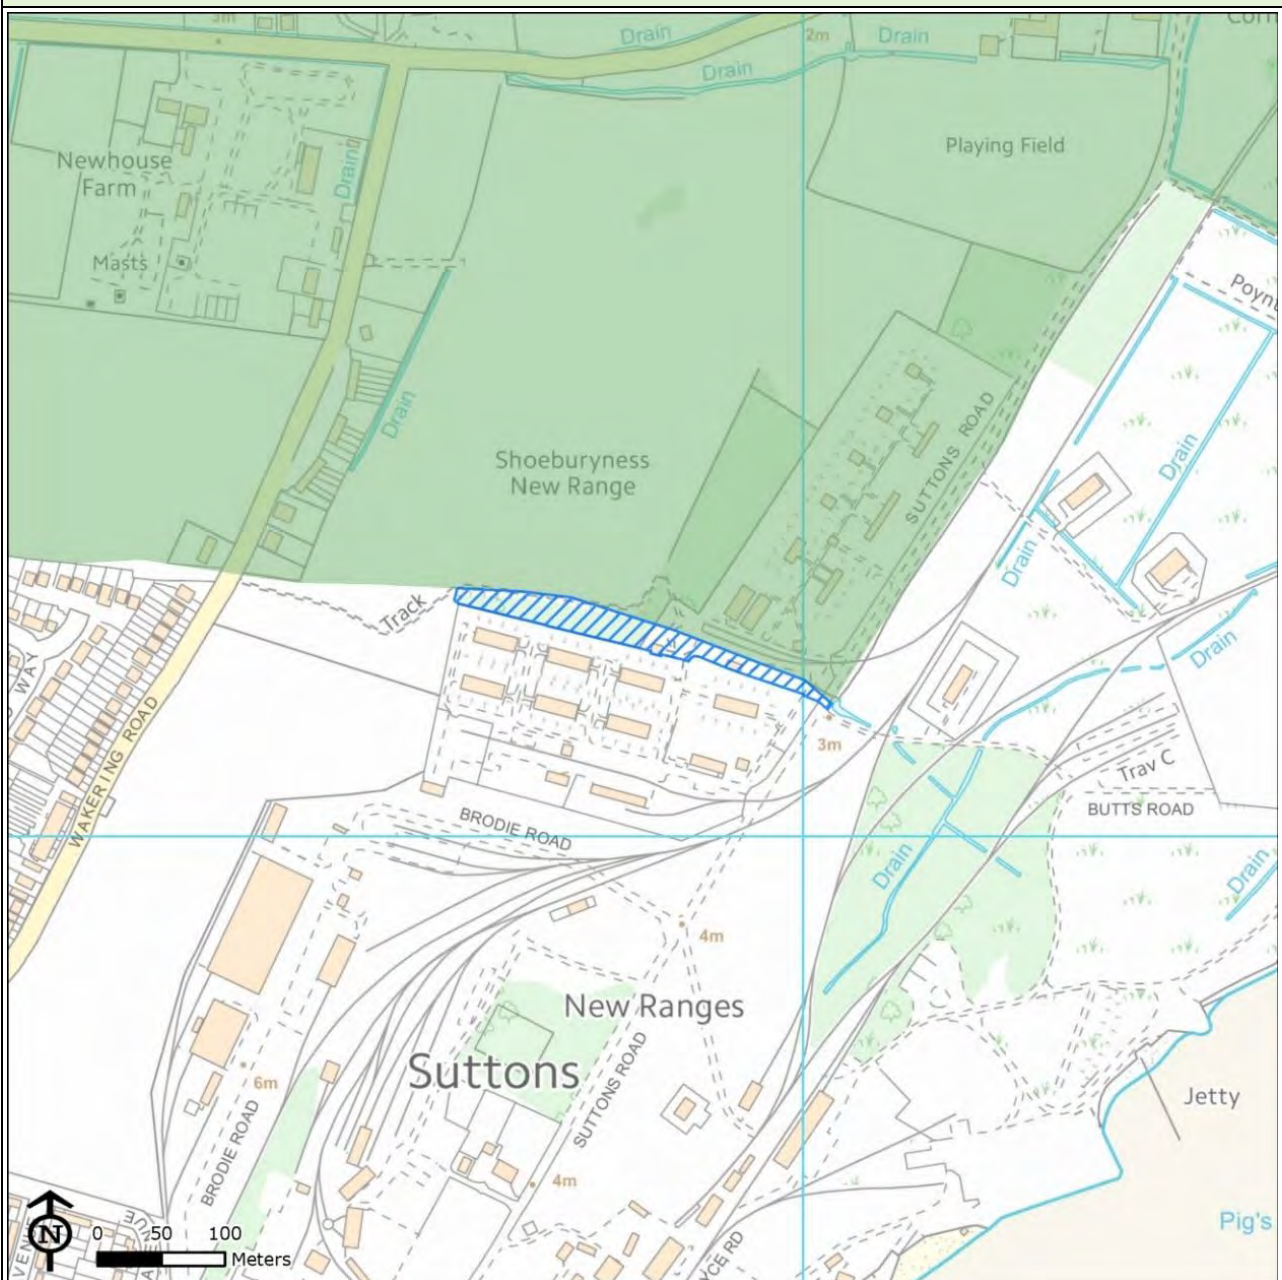 3m
Drain
2m
Drain
Drain
Playing Field
Newhouse
Farm
Drain
Masts
Drain
Shoeburyness
New Range
SUTTONS ROAD
Drain
Drain
Track
WAY
WAKERING ROAD
Drain
3m
Trav C
BUTTS ROAD
BRODIE ROAD
Drain
Drain
4m
New Ranges
Suttons
SUTTONS ROAD
6m
BRODIE ROAD
4m
Jetty
Pig's
N
0 50 100
Meters